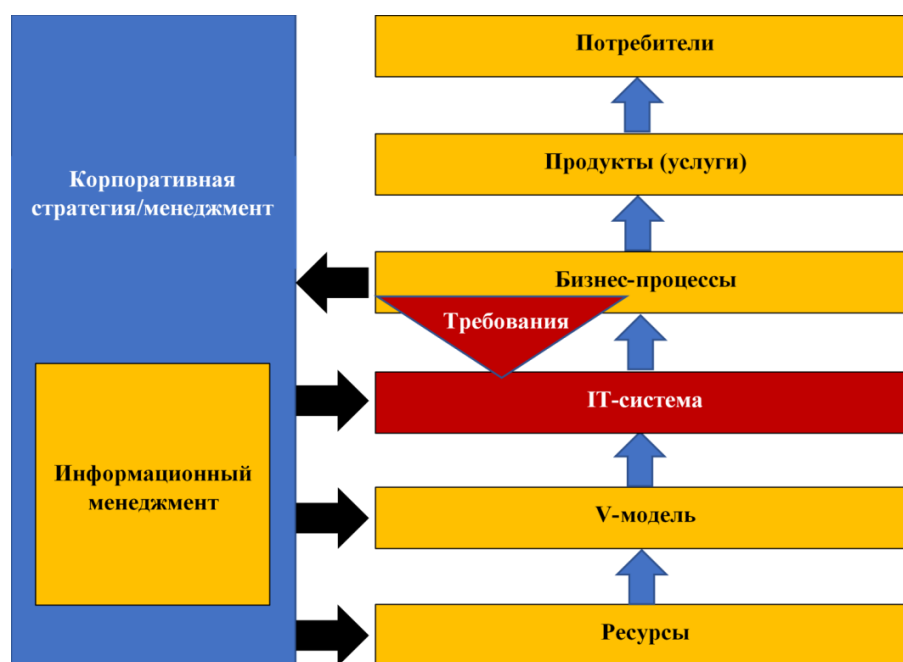 Потребители
Продукты (услуги)
Корпоративная
стратегия/менеджмент
Бизнес-процессы
Требования
IT-система
Информационный
менеджмент
V-модель
Ресурсы